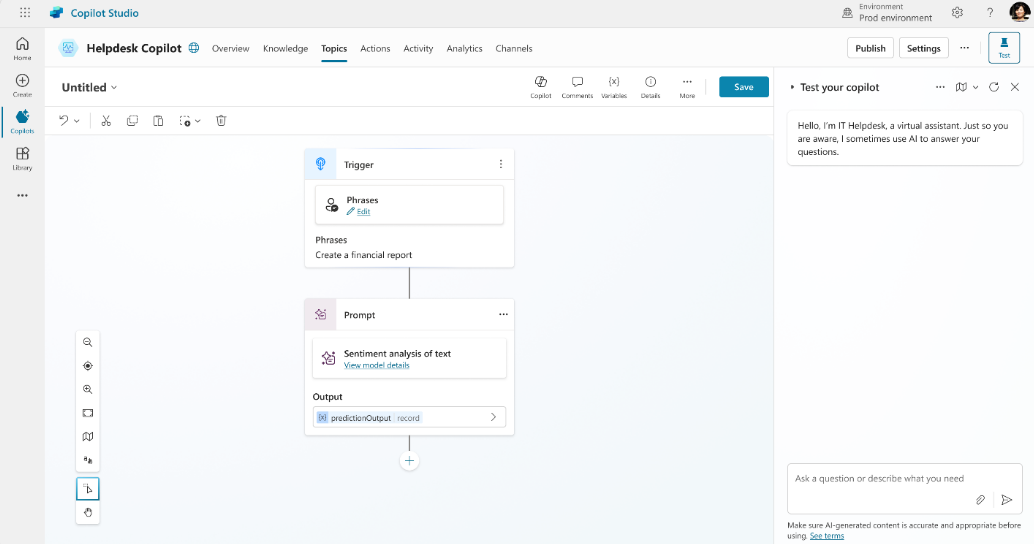 Copilot Studio
Environment
Prod environment
?
Home
Create
Copilots
Library
Helpdesk Copilot
Overview
Knowledge
Topics
Actions
Activity
Analytics
Channels
Publish
Settings
Test
Untitled
Copilot
Comments
{x}
Variables
Details
More
Save
Trigger
Phrases
Edit
Phrases
Create a financial report
Prompt
Sentiment analysis of text
View model details
Output
{x} predictionOutput record
Test your copilot
Hello, I'm IT Helpdesk, a virtual assistant. Just so you
are aware, I sometimes use AI to answer your
questions.
Ask a question or describe what you need
Make sure AI-generated content is accurate and appropriate before
using. See terms